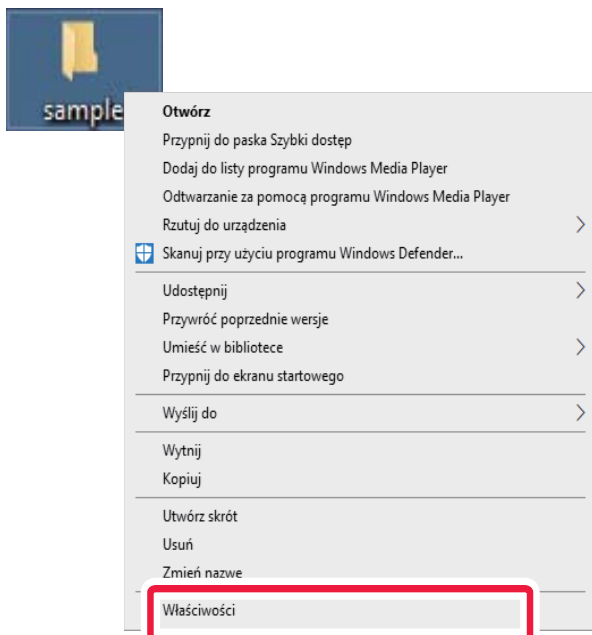 sample
Otwórz
Przypnij do paska Szybki dostęp
Dodaj do listy programu Windows Media Player
Odtwarzanie za pomocą programu Windows Media Player
Rzutuj do urządzenia
Skanuj przy użyciu programu Windows Defender...
Udostępnij
Przywróć poprzednie wersje
Umieść w bibliotece
Przypnij do ekranu startowego
Wyślij do
Wytnij
Kopiuj
Utwórz skrót
Usuń
Zmień nazwe
Właściwości